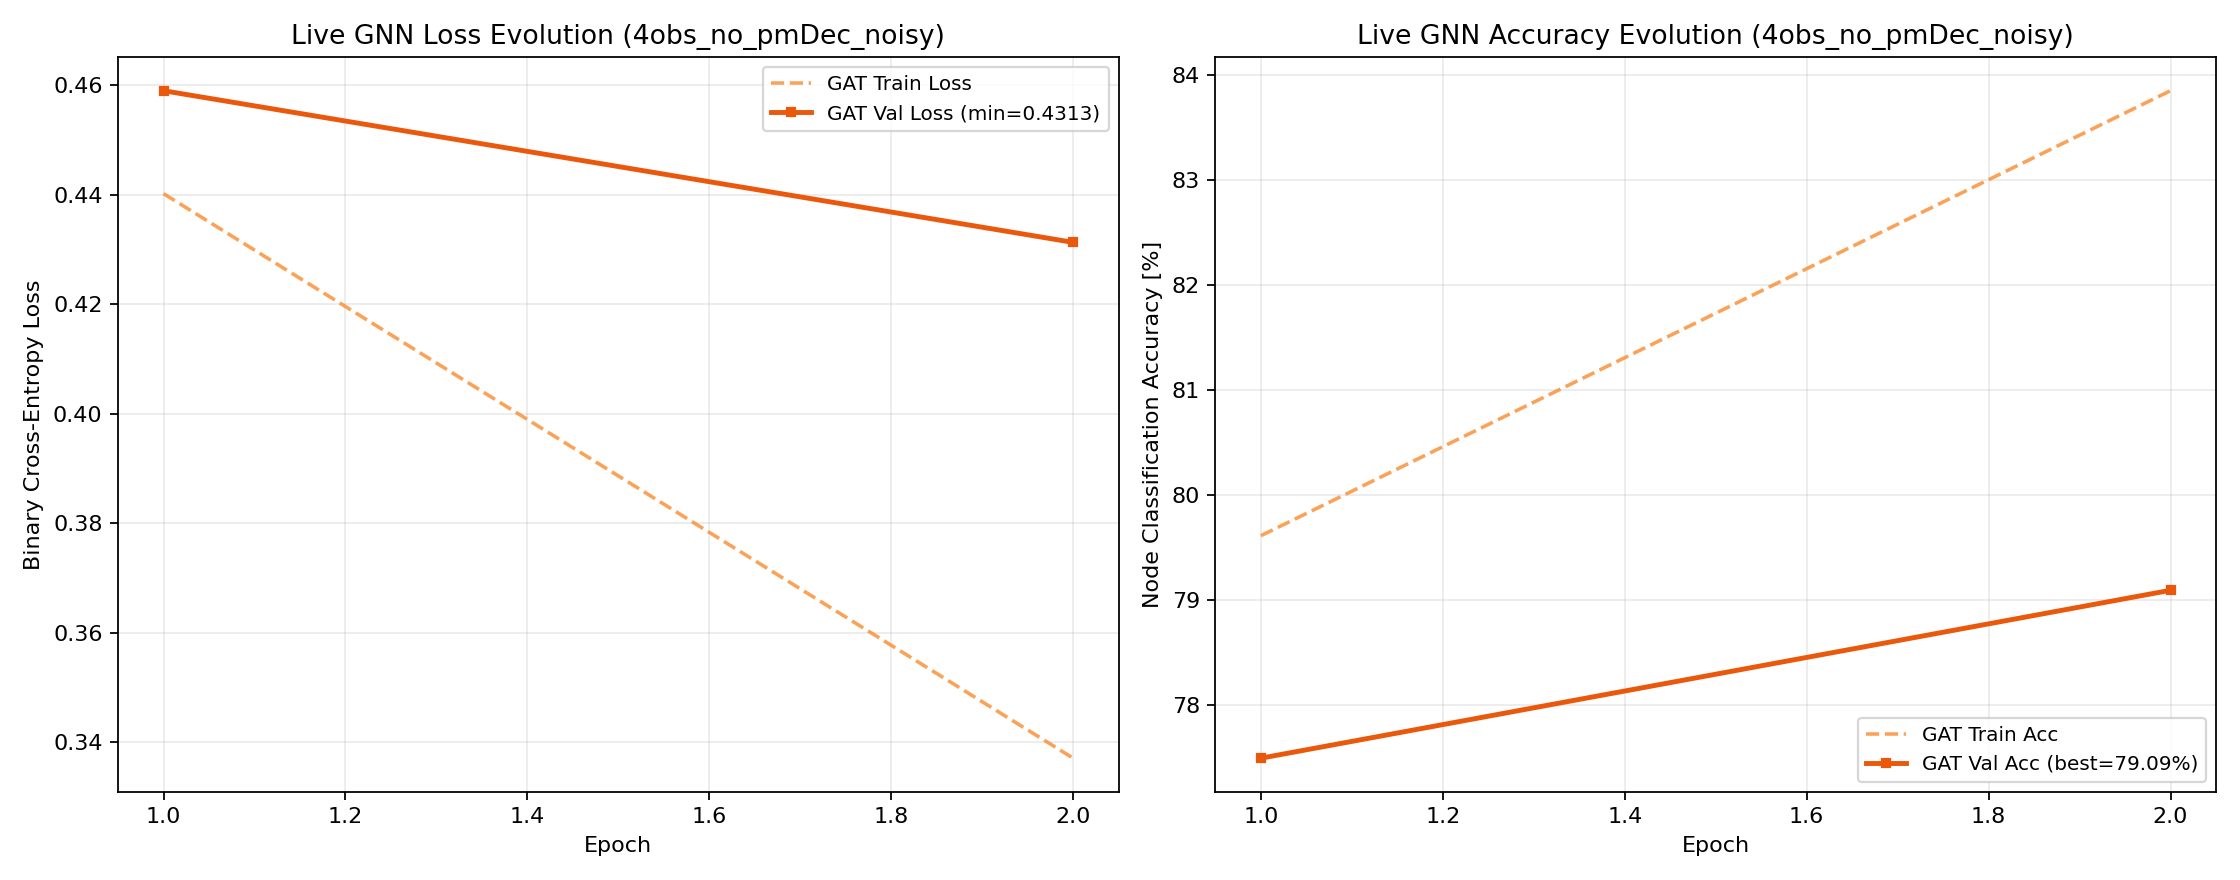 Live GNN Loss Evolution (4obs_no_pmDec_noisy)
GAT Train Loss
GAT Val Loss (min=0.4313)
Binary Cross-Entropy Loss
0.46
0.44
0.42
0.40
0.38
0.36
0.34
1.0 1.2 1.4 1.6 1.8 2.0
Epoch
Live GNN Accuracy Evolution (4obs_no_pmDec_noisy)
Node Classification Accuracy [%]
84
83
82
81
80
79
78
GAT Train Acc
GAT Val Acc (best=79.09%)
1.0 1.2 1.4 1.6 1.8 2.0
Epoch